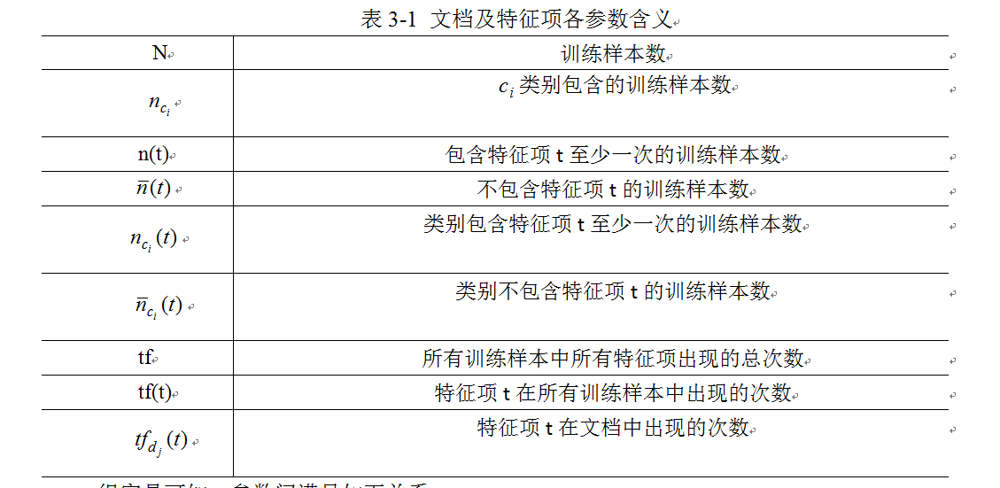 表 3-1 文档及特征项各参数含义
N 训练样本数
n_{c_i} c_i 类别包含的训练样本数
n(t) 包含特征项 t 至少一次的训练样本数
n̅(t) 不包含特征项 t 的训练样本数
n_{c_i}(t) 类别包含特征项 t 至少一次的训练样本数
n̅_{c_i}(t) 类别不包含特征项 t 的训练样本数
tf 所有训练样本中所有特征项出现的总次数
tf(t) 特征项 t 在所有训练样本中出现的次数
tf_{d_j}(t) 特征项 t 在文档中出现的次数